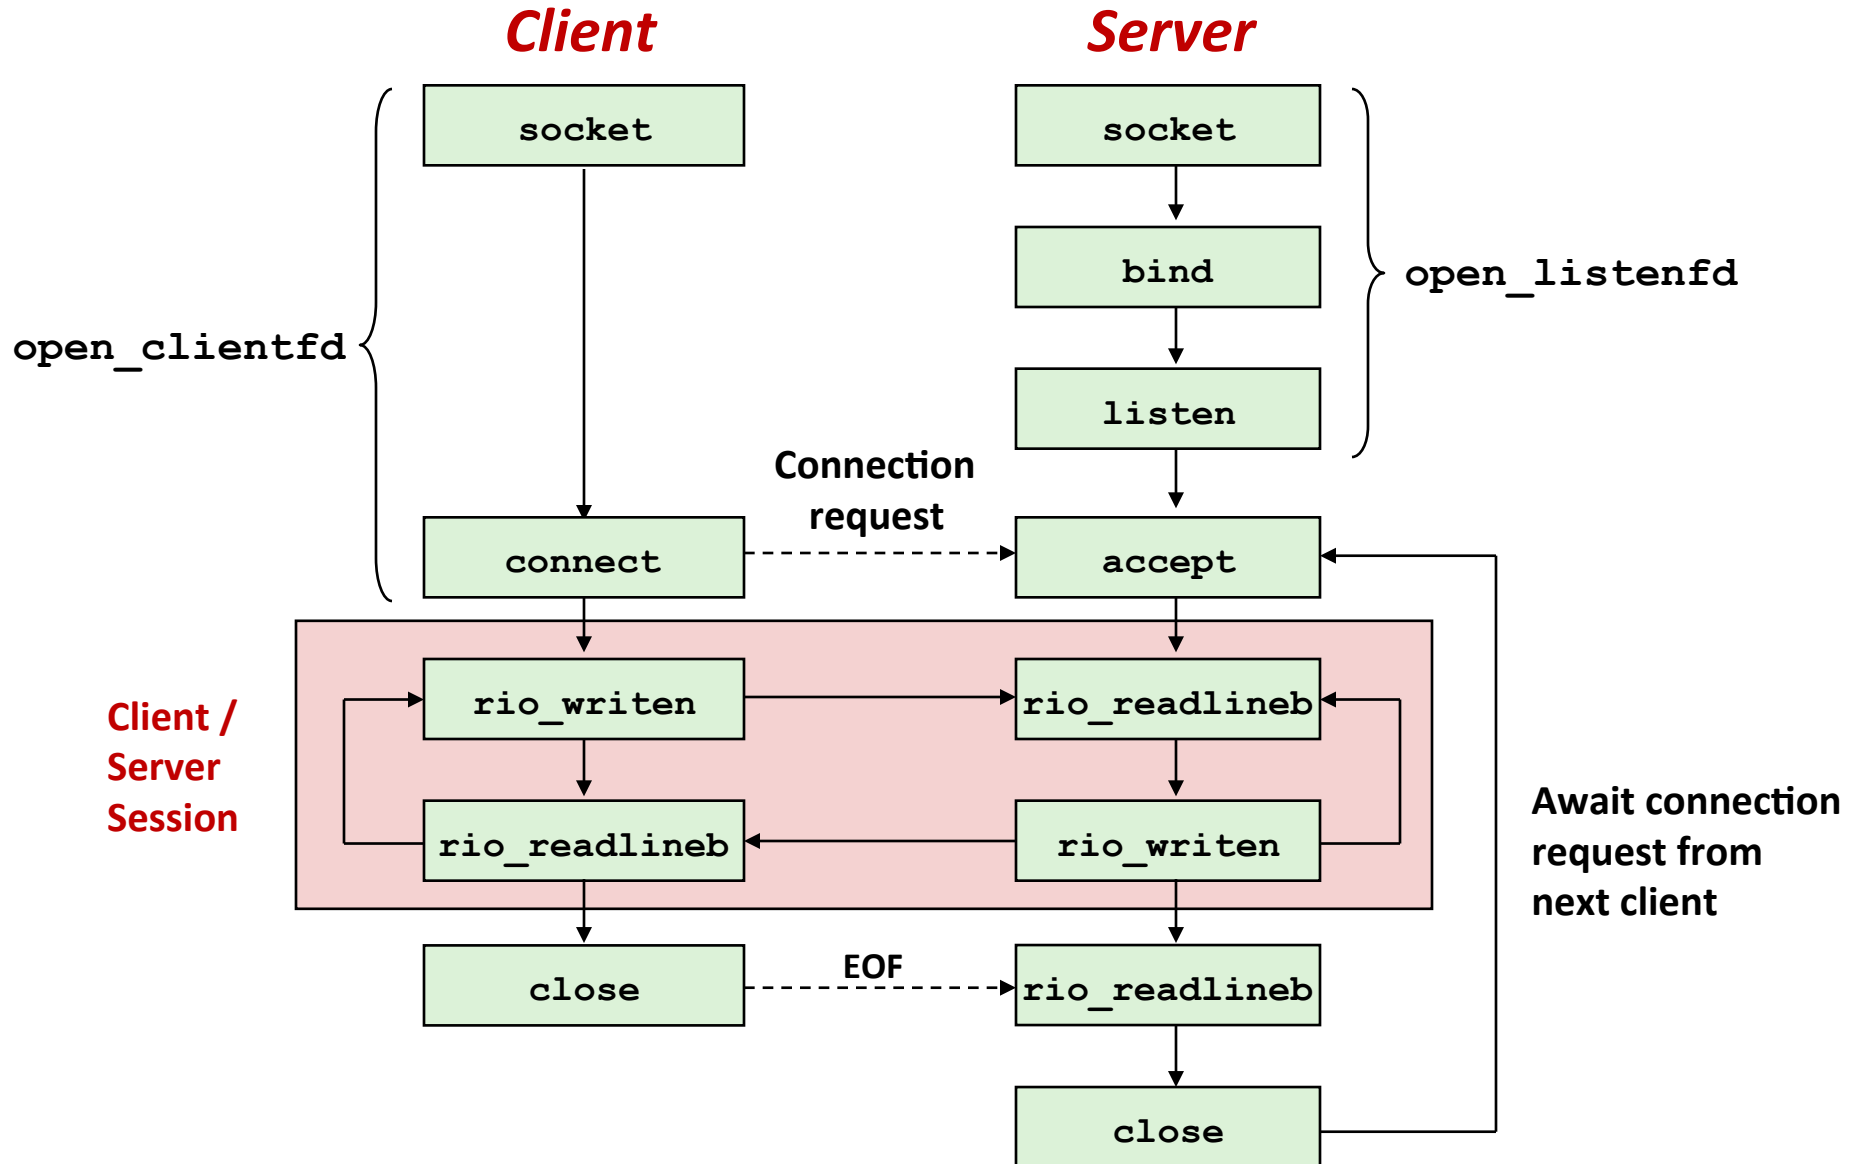 Client
Server
socket
socket
bind
open_listenfd
open_clientfd
listen
Connection
request
connect
accept
Client /
Server
Session
rio_writen
rio_readlineb
rio_readlineb
rio_writen
Await connection
request from
next client
close
EOF
rio_readlineb
close